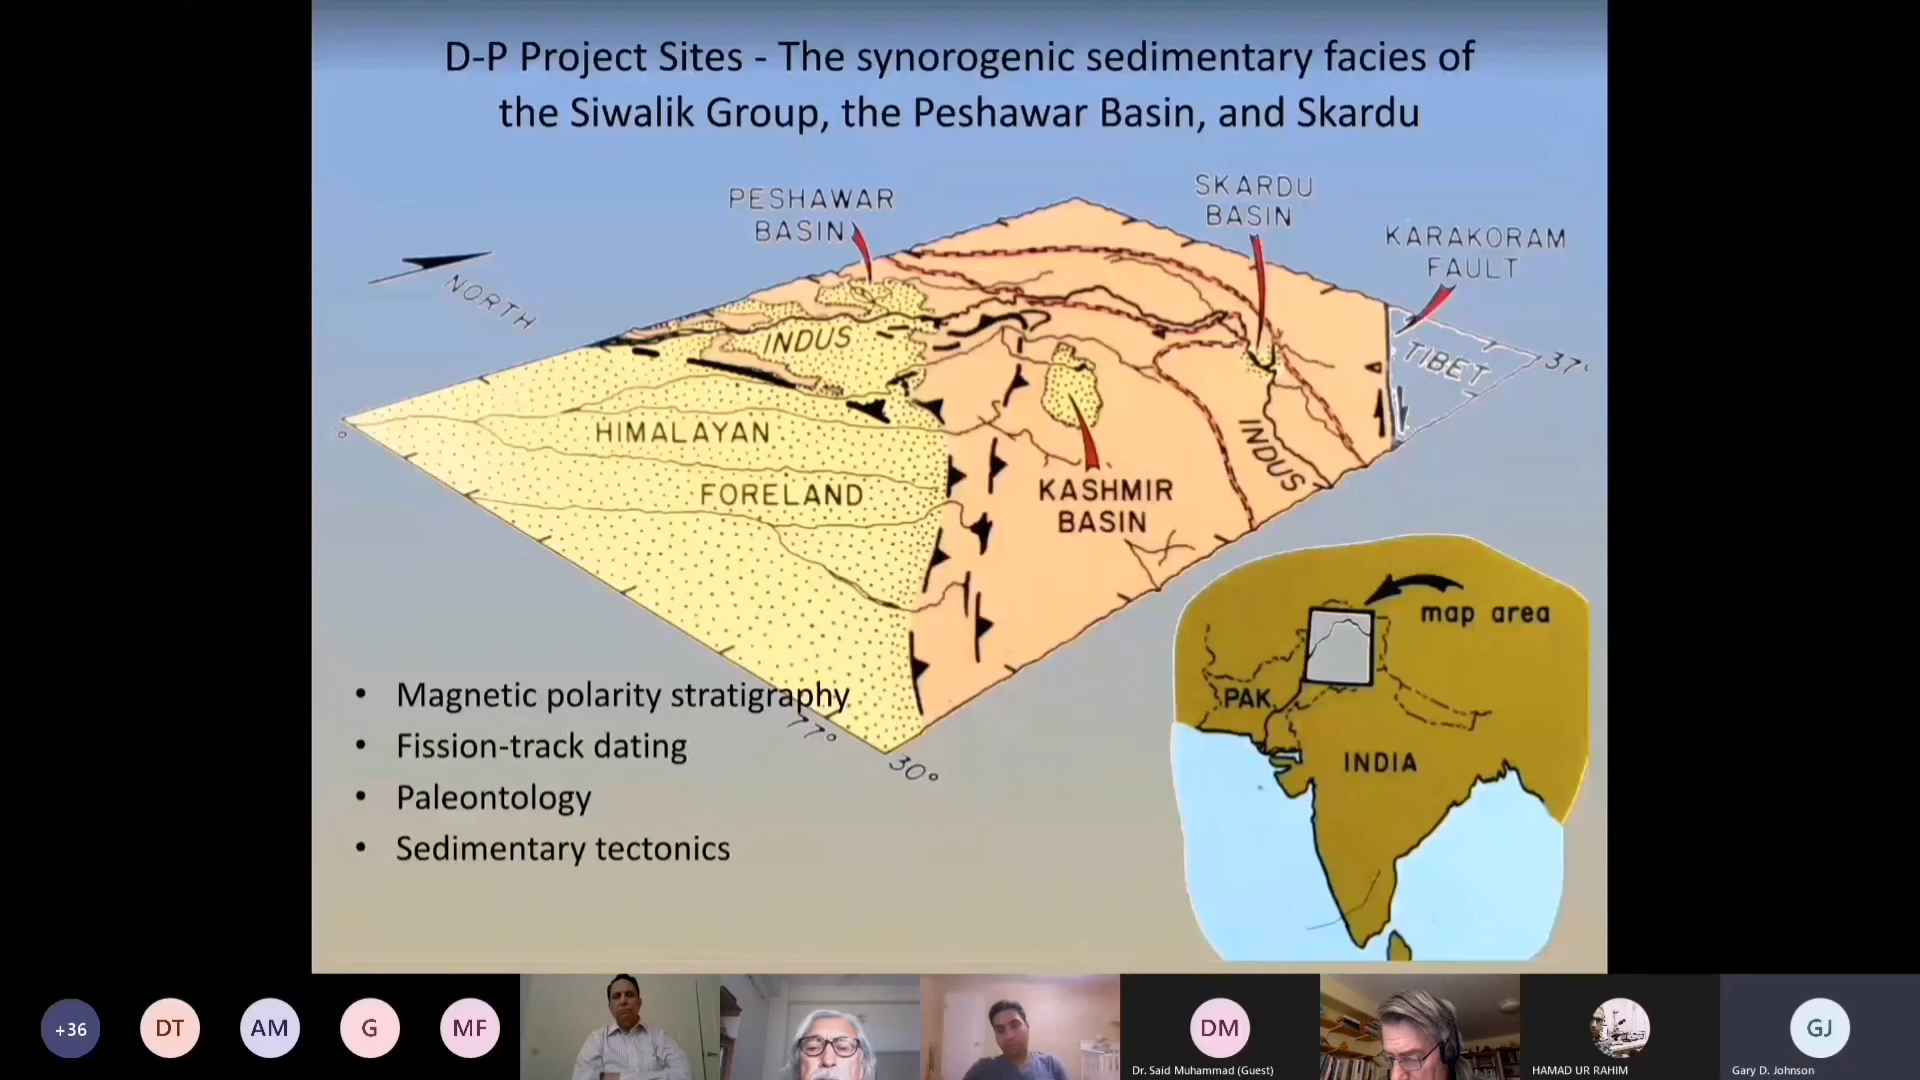 D-P Project Sites - The synorogenic sedimentary facies of
the Siwalik Group, the Peshawar Basin, and Skardu
PESHAWAR
BASIN
SKARDU
BASIN
KARAKORAM
FAULT
NORTH
INDUS
TIBET
37°
HIMALAYAN
FORELAND
INDUS
KASHMIR
BASIN
77°
30°
map area
PAK.
INDIA
• Magnetic polarity stratigraphy
• Fission-track dating
• Paleontology
• Sedimentary tectonics
+36
DT
AM
G
MF
DM
Dr. Said Muhammad (Guest)
HAMAD UR RAHIM
GJ
Gary D. Johnson